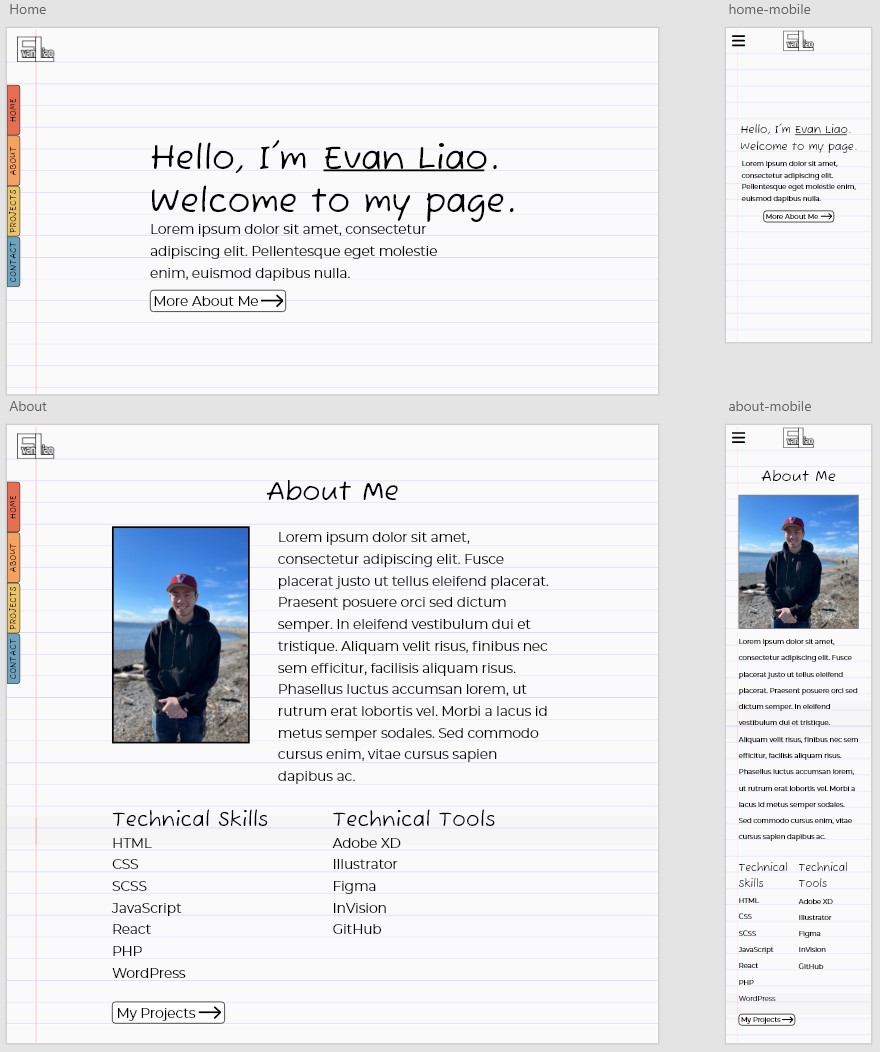 Home
Evan Liao
HOME
ABOUT
PROJECTS
CONTACT
Hello, I'm Evan Liao.
Welcome to my page.
Lorem ipsum dolor sit amet, consectetur
adipiscing elit. Pellentesque eget molestie
enim, euismod dapibus nulla.
More About Me
home-mobile
Evan Liao
Hello, I'm Evan Liao.
Welcome to my page.
Lorem ipsum dolor sit amet,
consectetur adipiscing elit.
Pellentesque eget molestie enim,
euismod dapibus nulla.
More About Me
About
Evan Liao
HOME
ABOUT
PROJECTS
CONTACT
About Me
Lorem ipsum dolor sit amet,
consectetur adipiscing elit. Fusce
placerat justo ut tellus eleifend placerat.
Praesent posuere orci sed dictum
semper. In eleifend vestibulum dui et
tristique. Aliquam velit risus, finibus nec
sem efficitur, facilisis aliquam risus.
Phasellus luctus accumsan lorem, ut
rutrum erat lobortis vel. Morbi a lacus id
metus semper sodales. Sed commodo
cursus enim, vitae cursus sapien
dapibus ac.
Technical Skills
HTML
CSS
SCSS
JavaScript
React
PHP
WordPress
Technical Tools
Adobe XD
Illustrator
Figma
InVision
GitHub
My Projects
about-mobile
Evan Liao
About Me
Lorem ipsum dolor sit amet,
consectetur adipiscing elit. Fusce
placerat justo ut tellus eleifend
placerat. Praesent posuere orci sed
dictum semper. In eleifend
vestibulum dui et tristique.
Aliquam velit risus, finibus nec sem
efficitur, facilisis aliquam risus.
Phasellus luctus accumsan lorem,
ut rutrum erat lobortis vel. Morbi a
lacus id metus semper sodales.
Sed commodo cursus enim, vitae
cursus sapien dapibus ac.
Technical
Skills
HTML
CSS
SCSS
JavaScript
React
PHP
WordPress
Technical
Tools
Adobe XD
Illustrator
Figma
InVision
GitHub
My Projects